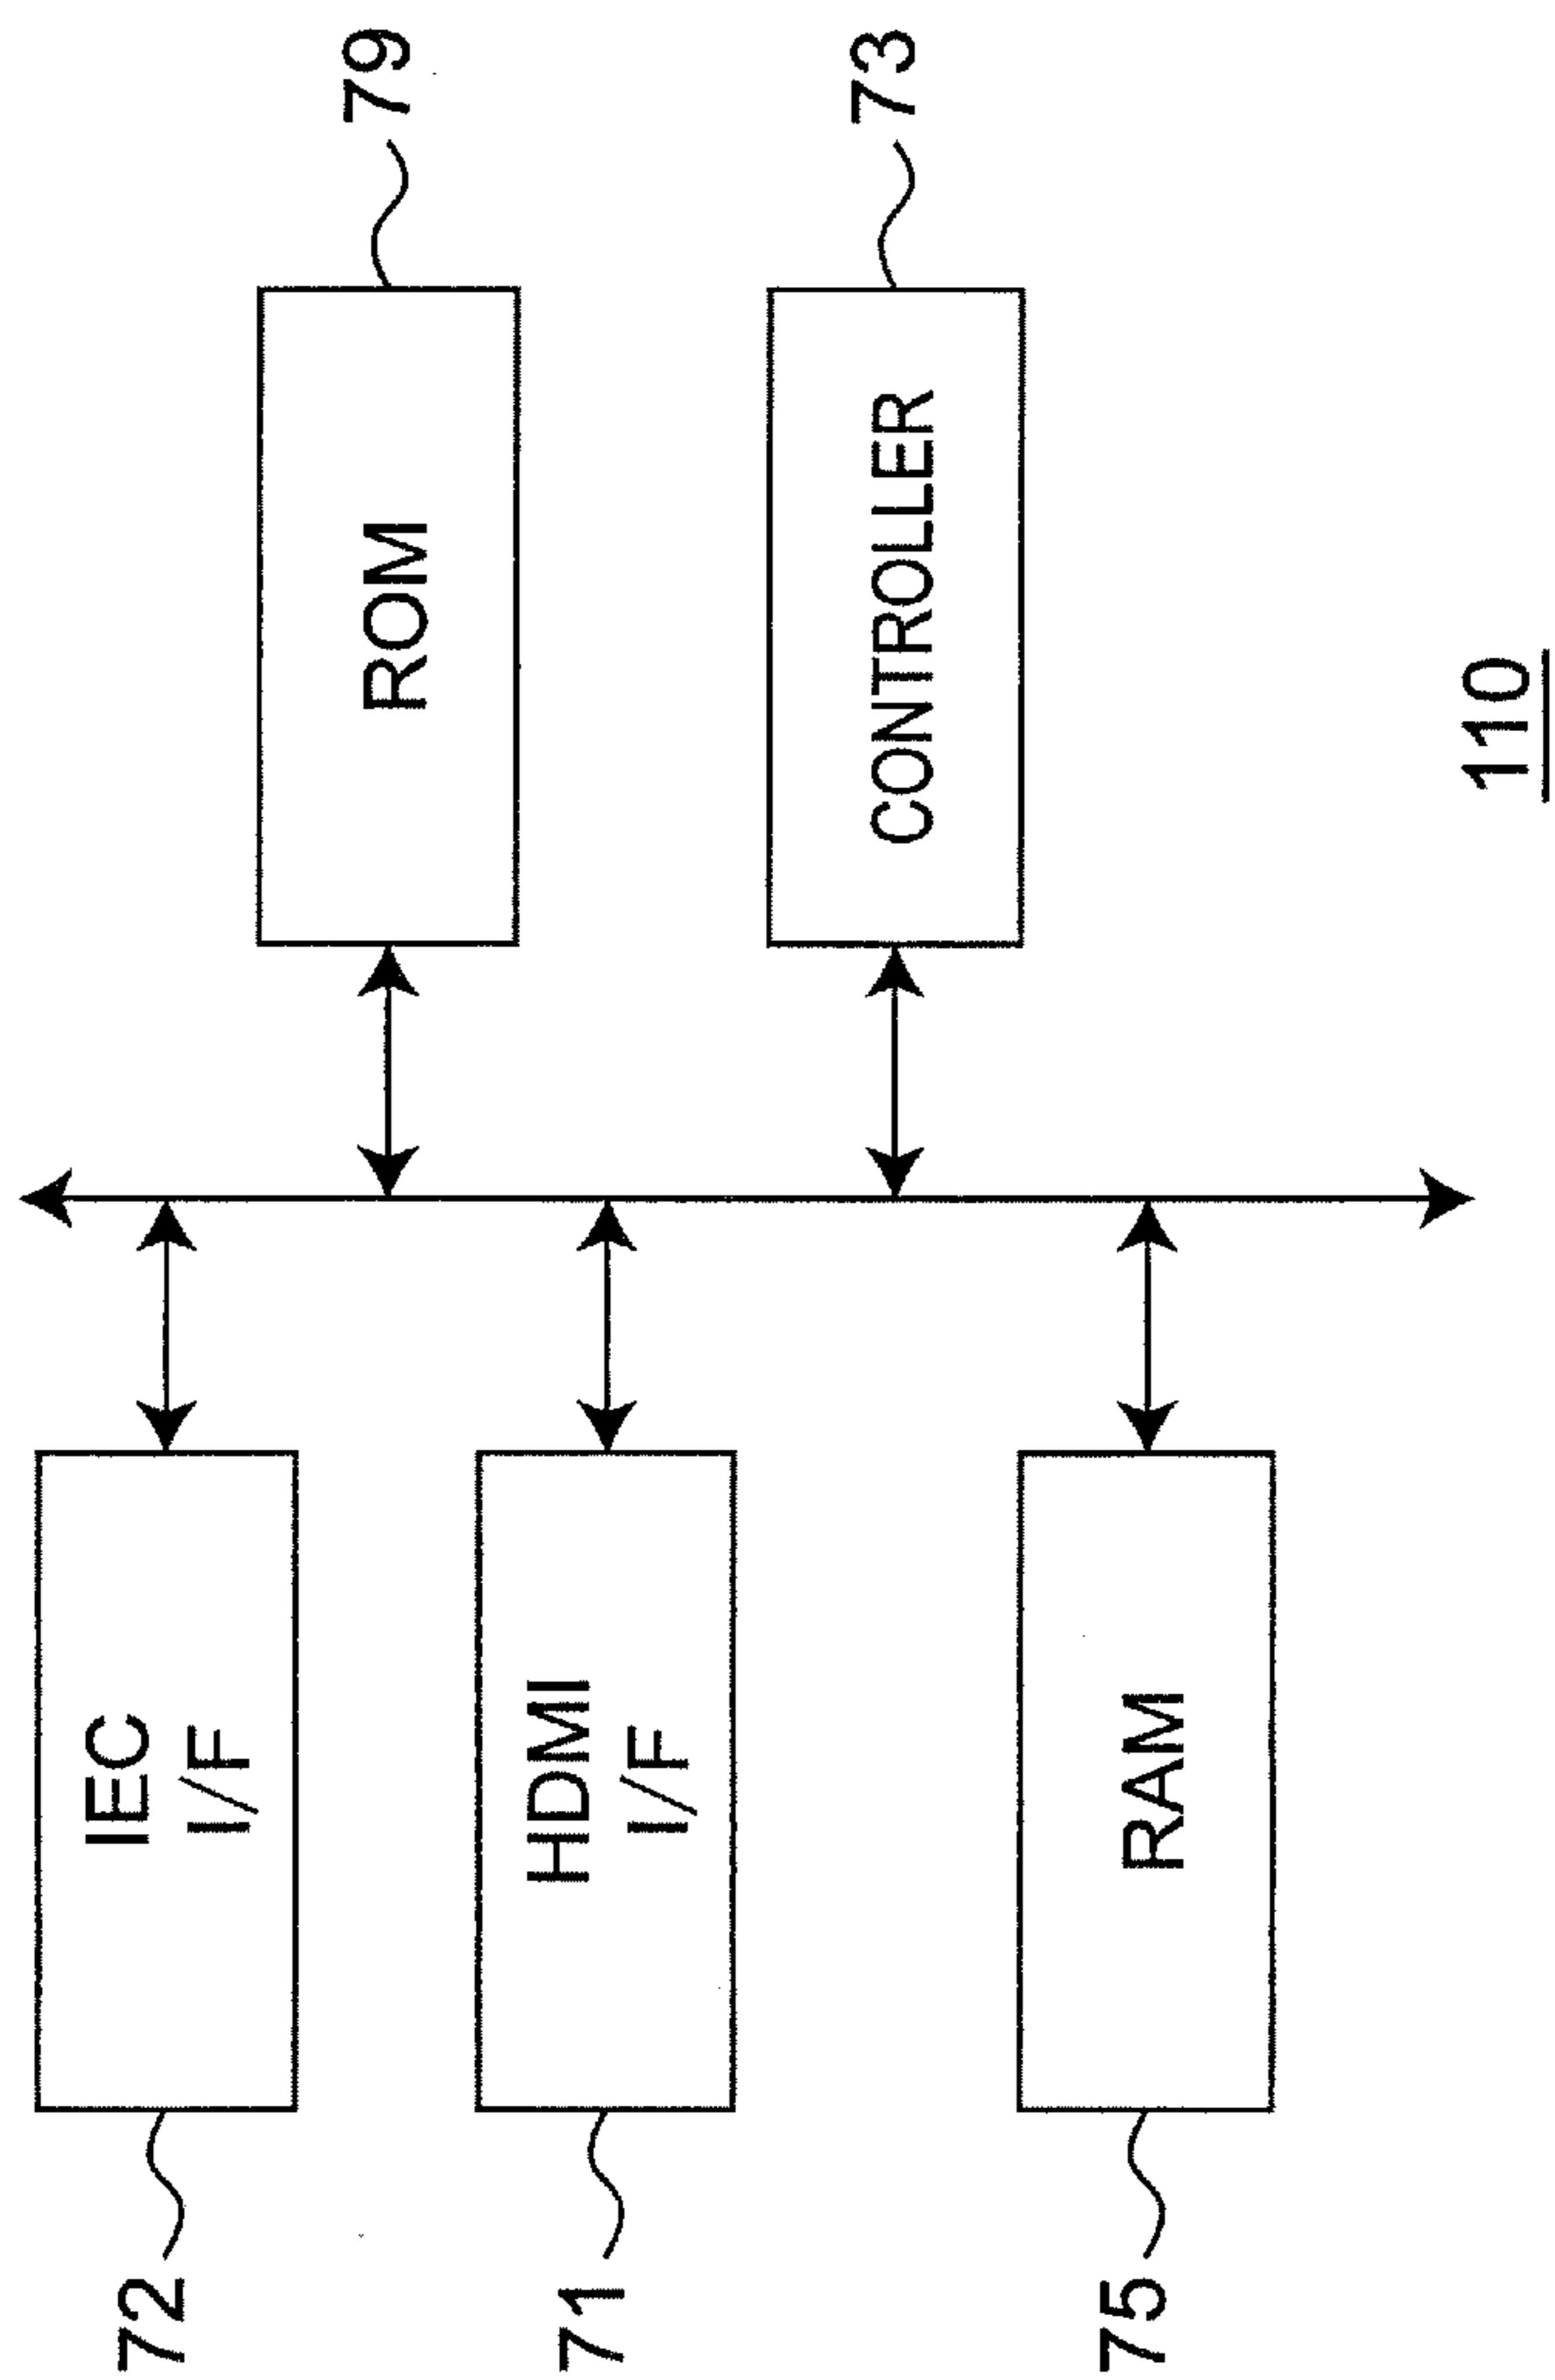 72
IEC
I/F
ROM
79
71
HDMI
I/F
CONTROLLER
73
75
RAM
110